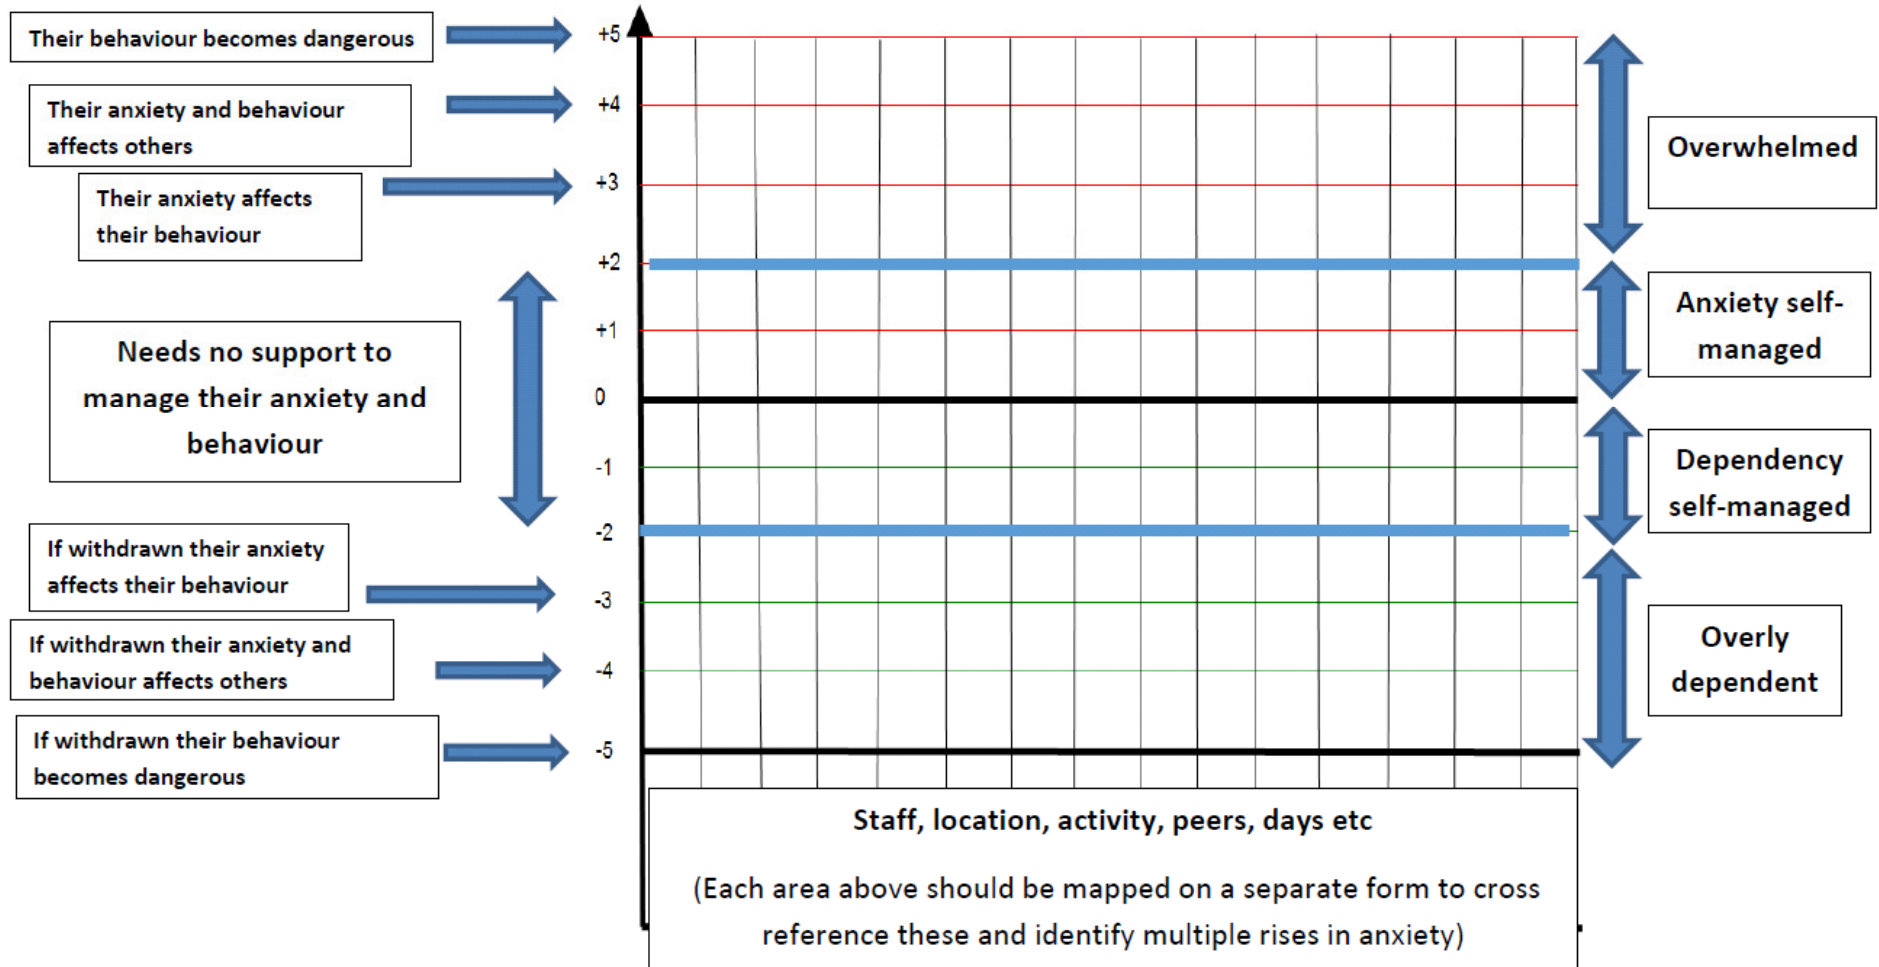 Their behaviour becomes dangerous
Their anxiety and behaviour
affects others
Their anxiety affects
their behaviour
Needs no support to
manage their anxiety and
behaviour
If withdrawn their anxiety
affects their behaviour
If withdrawn their anxiety and
behaviour affects others
If withdrawn their behaviour
becomes dangerous
+5
+4
+3
+2
+1
0
-1
-2
-3
-4
-5
Overwhelmed
Anxiety self-
managed
Dependency
self-managed
Overly
dependent
Staff, location, activity, peers, days etc
(Each area above should be mapped on a separate form to cross
reference these and identify multiple rises in anxiety)